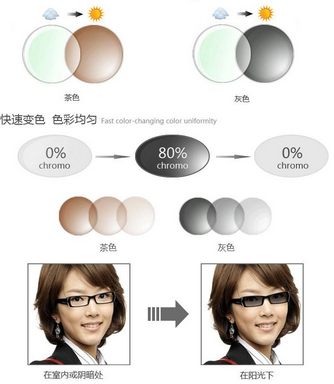 茶色
灰色
快速变色 色彩均匀 Fast color-changing color uniformity
0%
chromo
80%
chromo
0%
chromo
茶色
灰色
在室内或阴暗处
在阳光下